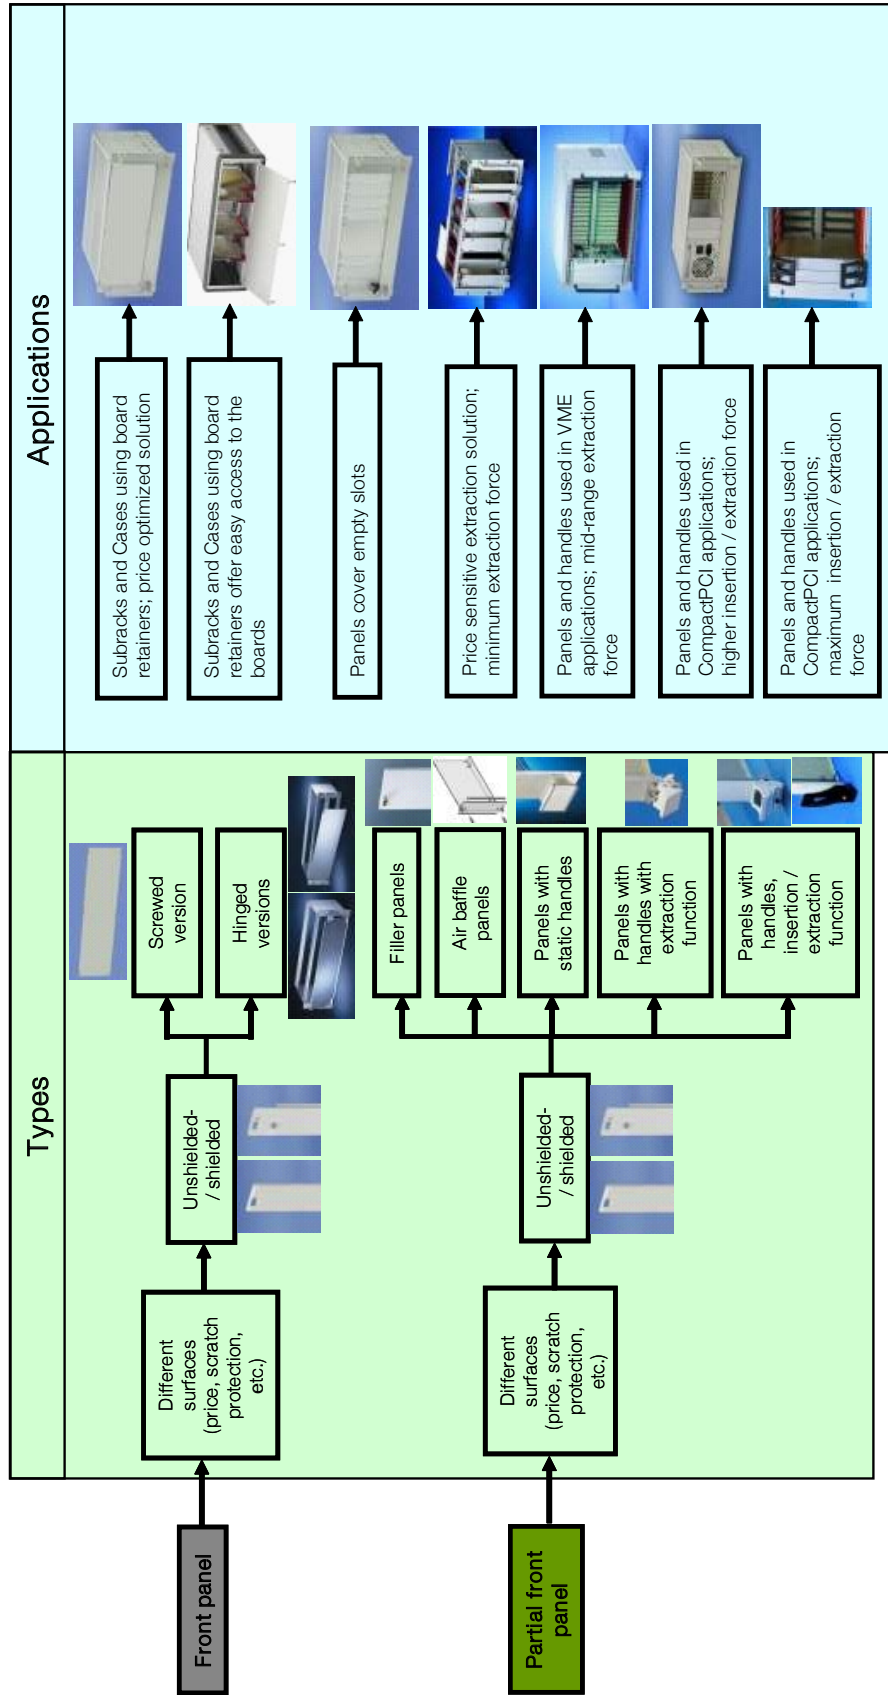 Types
Applications
Front panel
Different
surfaces
(price, scratch
protection,
etc.)
Unshielded-
/ shielded
Screwed
version
Hinged
versions
Subracks and Cases using board
retainers; price optimized solution
Subracks and Cases using board
retainers offer easy access to the
boards
Partial front
panel
Different
surfaces
(price, scratch
protection,
etc.)
Unshielded-
/ shielded
Filler panels
Air baffle
panels
Panels with
static handles
Panels with
handles with
extraction
function
Panels with
handles,
insertion /
extraction
function
Panels cover empty slots
Price sensitive extraction solution;
minimum extraction force
Panels and handles used in VME
applications; mid-range extraction
force
Panels and handles used in
CompactPCI applications;
higher insertion / extraction force
Panels and handles used in
CompactPCI applications;
maximum insertion / extraction
force